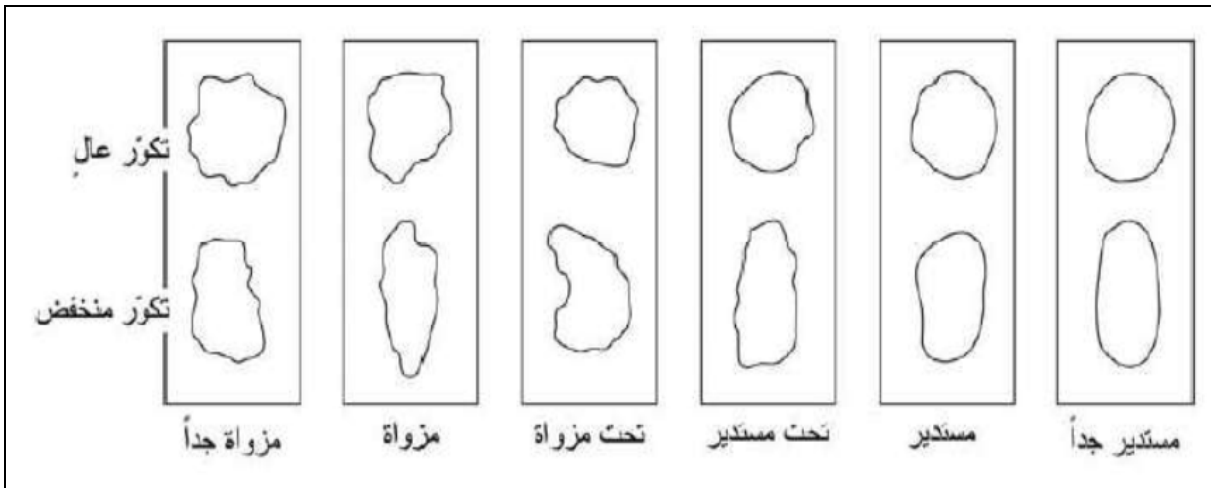 تكوّر عالٍ
تكوّر منخفض
مستدير جداً
مستدير
تحت مستدير
تحت مزواة
مزواة
مزواة جداً